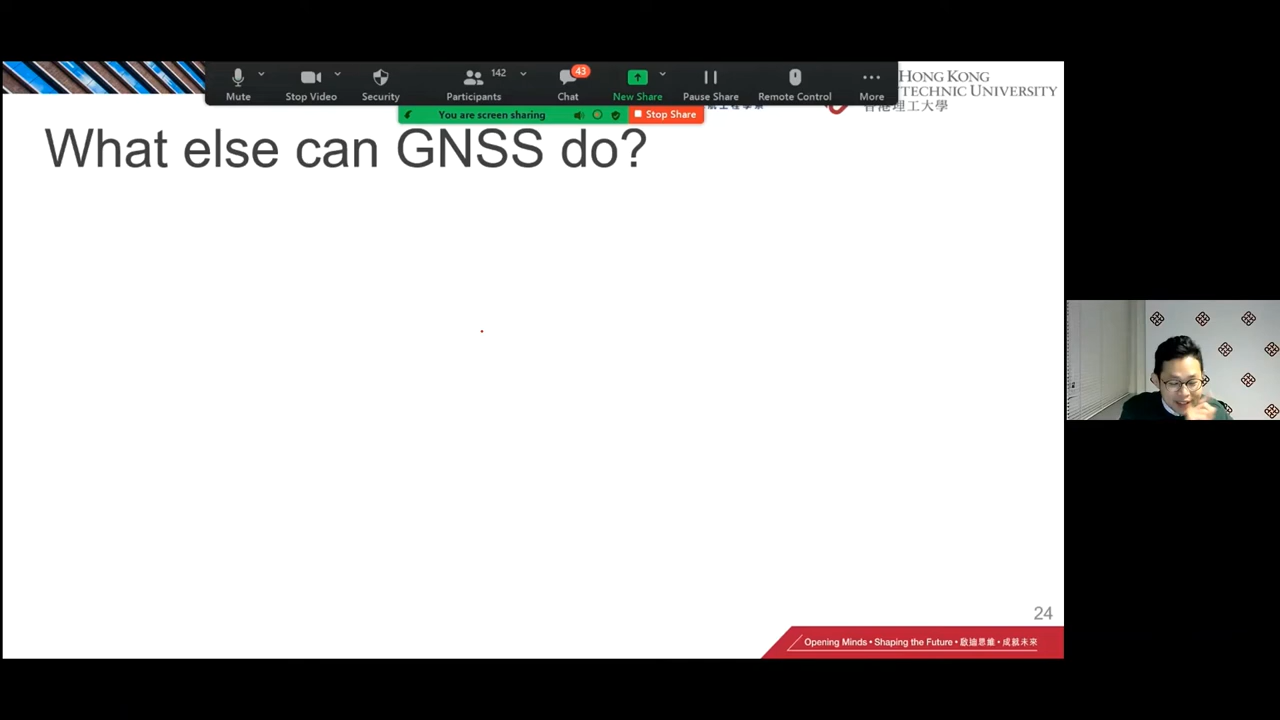 142
43
Mute
Stop Video
Security
Participants
Chat
New Share
Pause Share
Remote Control
More
HONG KONG
TECHNIC UNIVERSITY
香港理工大學
You are screen sharing
Stop Share
What else can GNSS do?
24
Opening Minds • Shaping the Future • 啟迪思維 • 成就未來